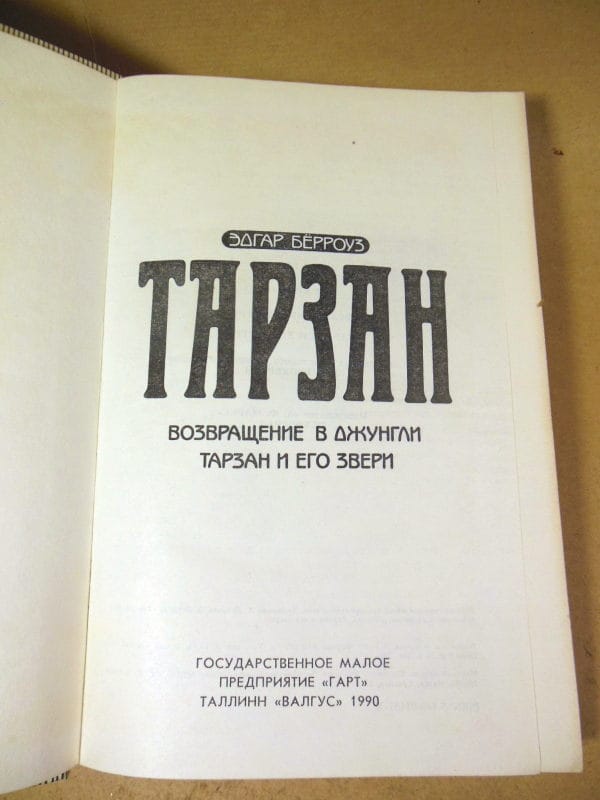 ЭДГАР БЁРРОУЗ
ТАРЗАН
ВОЗВРАЩЕНИЕ В ДЖУНГЛИ
ТАРЗАН И ЕГО ЗВЕРИ
ГОСУДАРСТВЕННОЕ МАЛОЕ
ПРЕДПРИЯТИЕ «ГАРТ»
ТАЛЛИНН «ВАЛГУС» 1990